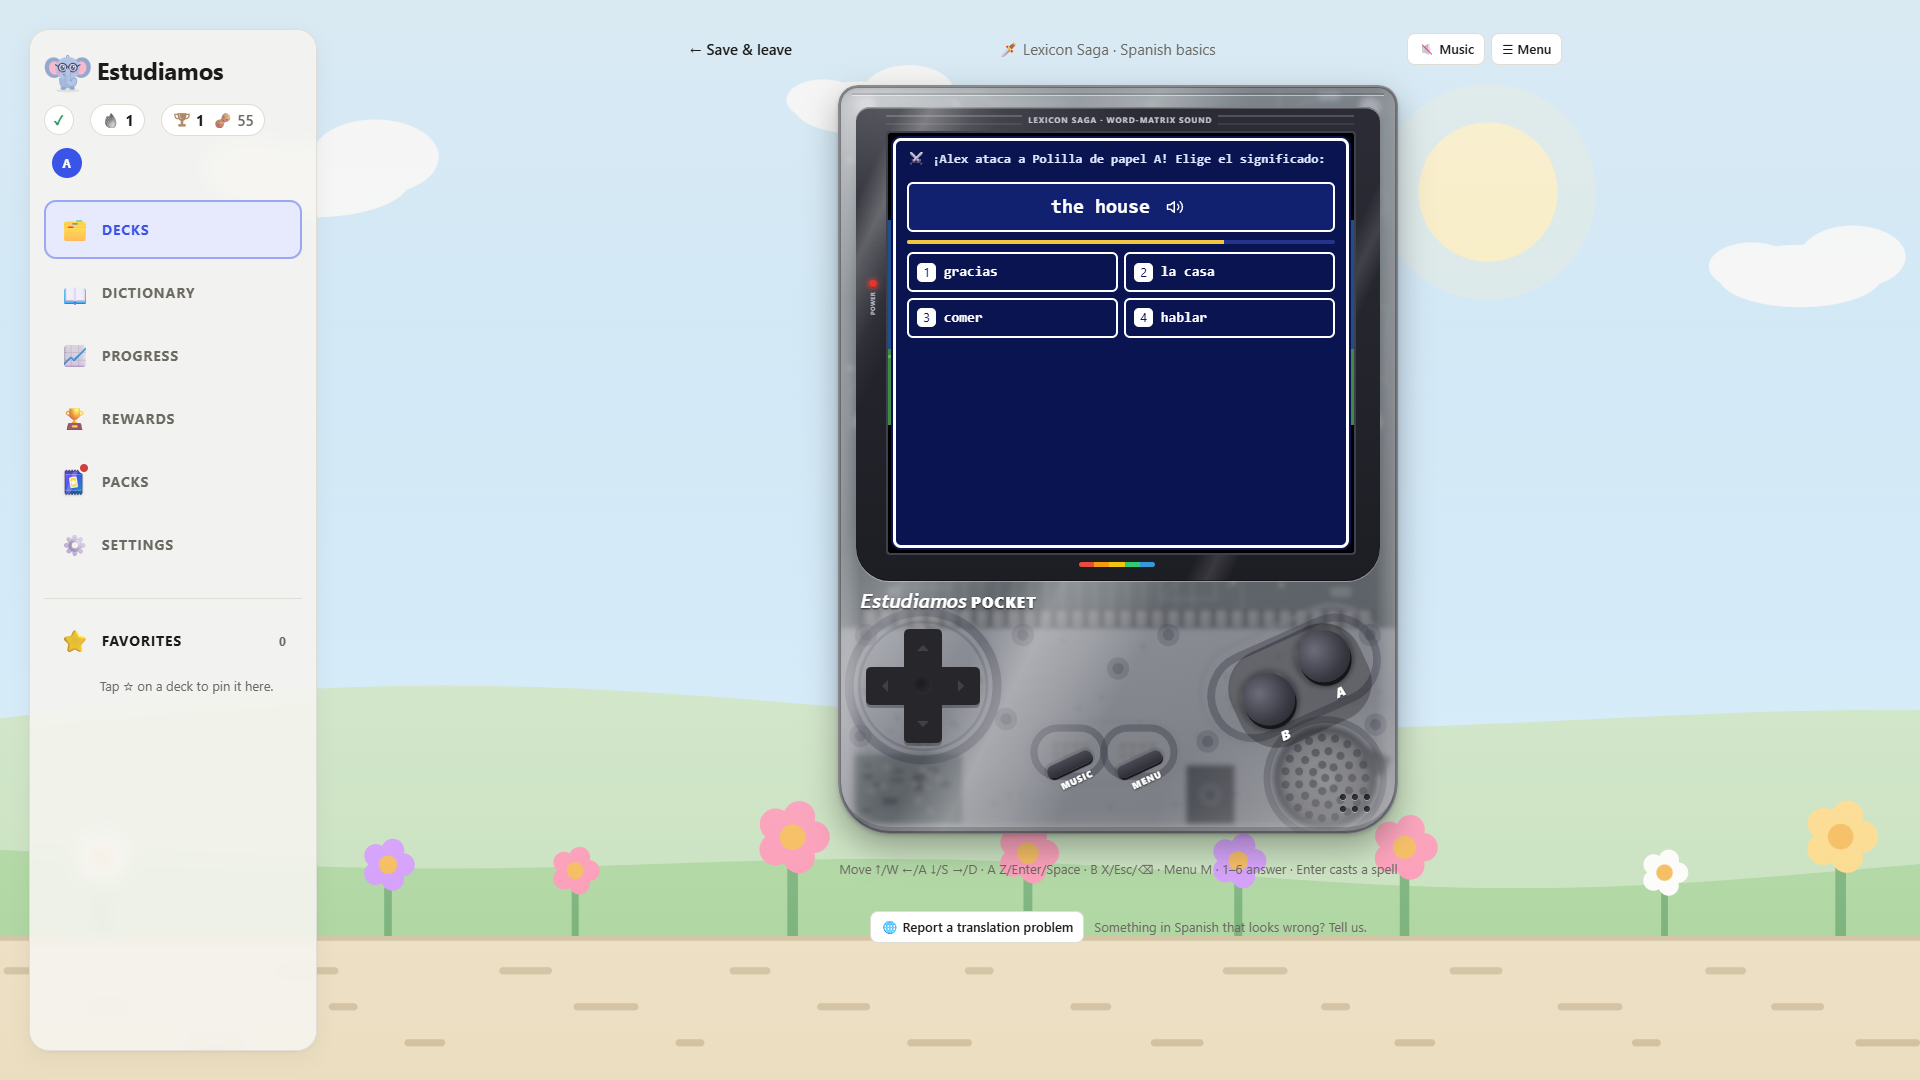 Estudiamos
1
1
55
A
DECKS
DICTIONARY
PROGRESS
REWARDS
PACKS
SETTINGS
FAVORITES
0
Tap ☆ on a deck to pin it here.
← Save & leave
Lexicon Saga · Spanish basics
Music
☰ Menu
LEXICON SAGA · WORD-MATRIX SOUND
¡Alex ataca a Polilla de papel A! Elige el significado:
the house
1 gracias
2 la casa
3 comer
4 hablar
POWER
Estudiamos POCKET
A
B
MUSIC
MENU
Move ↑/W ←/A ↓/S →/D · A Z/Enter/Space · B X/Esc/⌫ · Menu M · 1–6 answer · Enter casts a spell
Report a translation problem
Something in Spanish that looks wrong? Tell us.